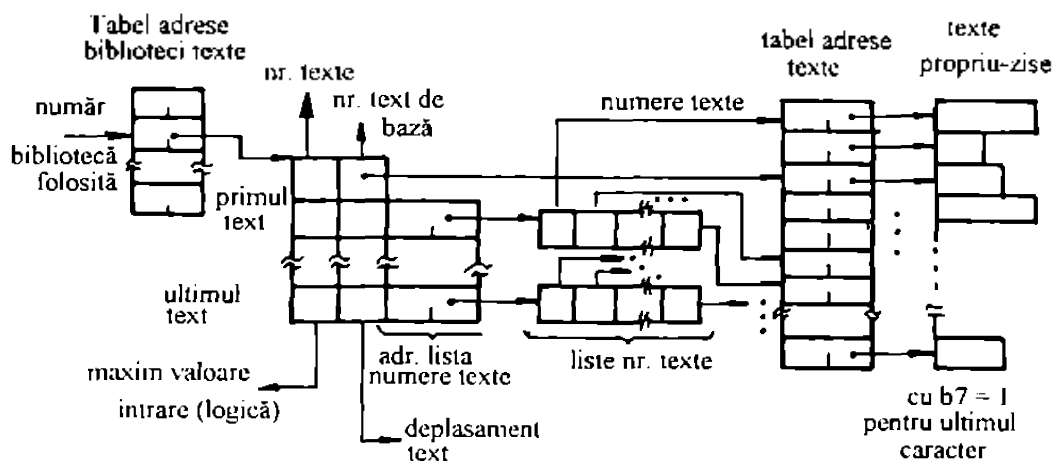 Tabel adrese
biblioteci texte
nr. texte
nr. text de
bază
număr
bibliotecă
folosită
primul
text
ultimul
text
maxim valoare
intrare (logică)
adr. lista
numere texte
deplasament
text
numere texte
liste nr. texte
tabel adrese
texte
texte
propriu-zise
cu b7 = 1
pentru ultimul
caracter